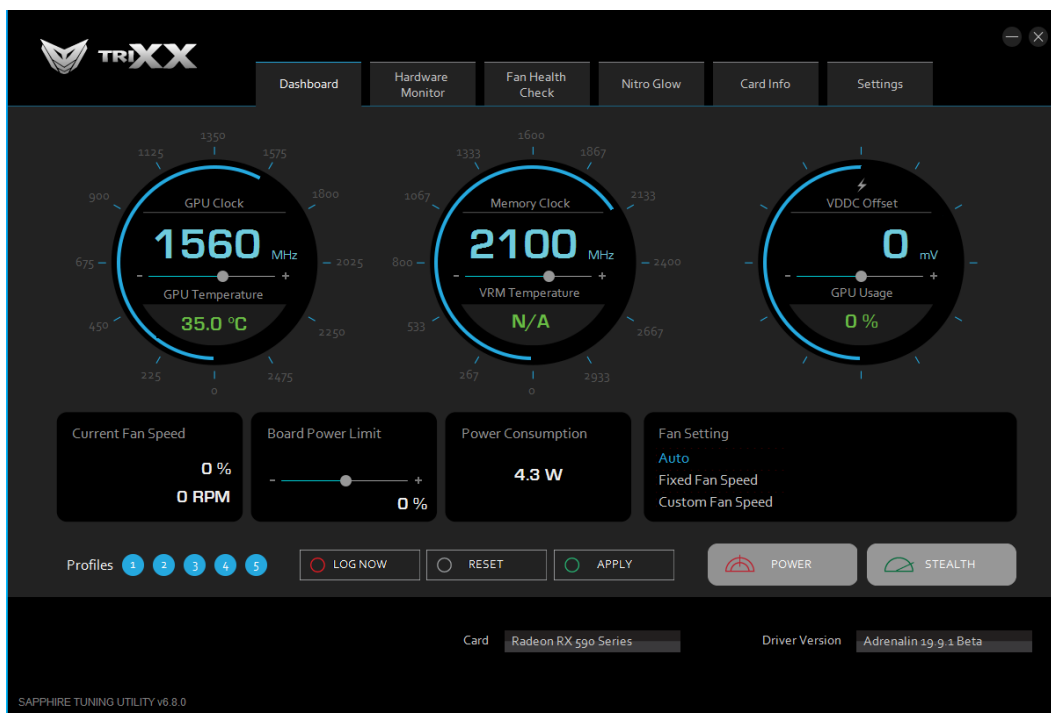 TRIXX
Dashboard
Hardware
Monitor
Fan Health
Check
Nitro Glow
Card Info
Settings
1350
1125
1575
900
1800
675
2025
450
2250
225
2475
0
GPU Clock
1560 MHz
- +
GPU Temperature
35.0 °C
1600
1333
1867
1067
2133
800
2400
533
2667
267
2933
0
Memory Clock
2100 MHz
- +
VRM Temperature
N/A
VDDC Offset
0 mV
- +
GPU Usage
0 %
Current Fan Speed
0 %
0 RPM
Board Power Limit
- +
0 %
Power Consumption
4.3 W
Fan Setting
Auto
Fixed Fan Speed
Custom Fan Speed
Profiles 1 2 3 4 5
LOG NOW
RESET
APPLY
POWER
STEALTH
Card Radeon RX 590 Series
Driver Version Adrenalin 19.9.1 Beta
SAPPHIRE TUNING UTILITY v6.8.0